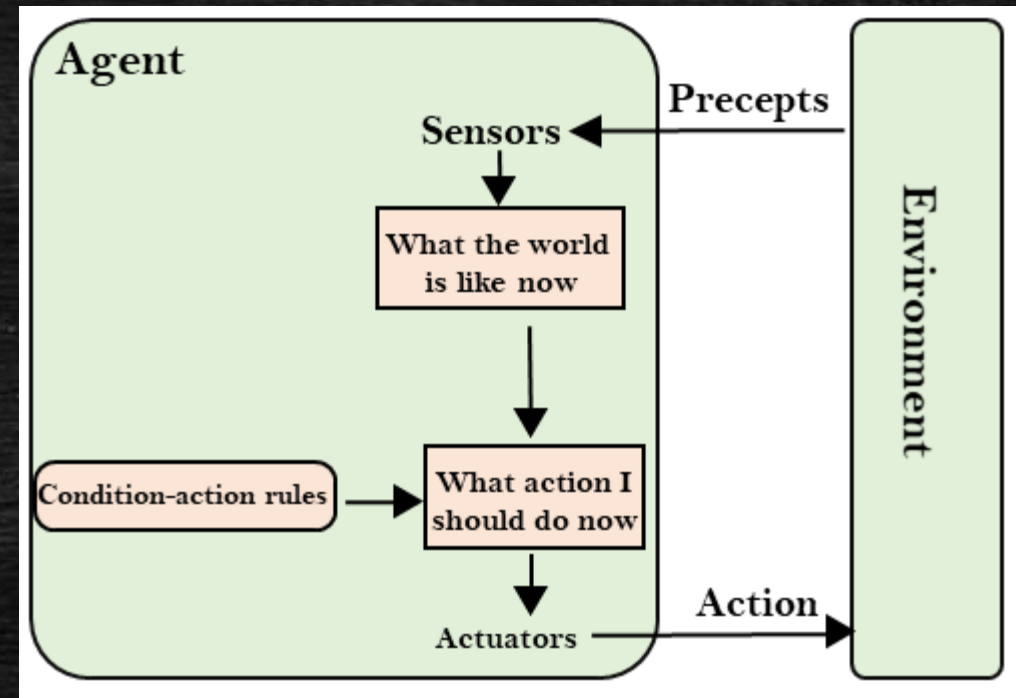 Agent
Precepts
Sensors
What the world
is like now
Environment
Condition-action rules
What action I
should do now
Action
Actuators